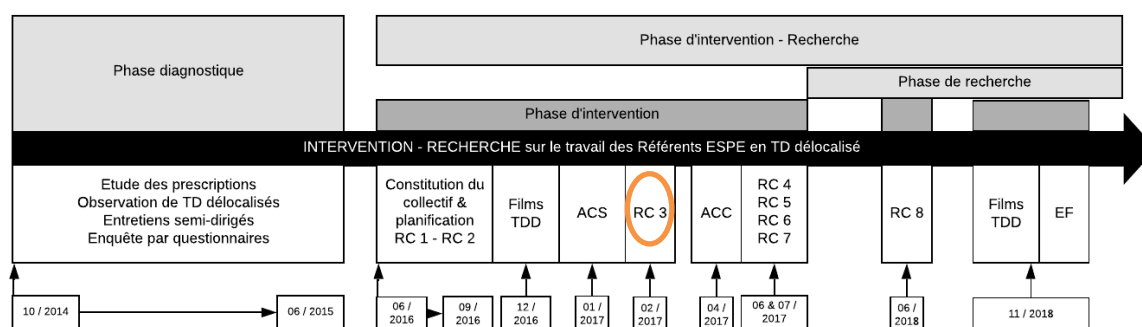 Phase diagnostique
Phase d'intervention - Recherche
Phase de recherche
Phase d'intervention
INTERVENTION - RECHERCHE sur le travail des Référents ESPE en TD délocalisé
Etude des prescriptions
Observation de TD délocalisés
Entretiens semi-dirigés
Enquête par questionnaires
Constitution du
collectif &
planification
RC 1 - RC 2
Films
TDD
ACS
RC 3
ACC
RC 4
RC 5
RC 6
RC 7
RC 8
Films
TDD
EF
10 / 2014
06 / 2015
06 /
2016
09 /
2016
12 /
2016
01 /
2017
02 /
2017
04 /
2017
06 & 07 /
2017
06 /
2018
11 / 2018